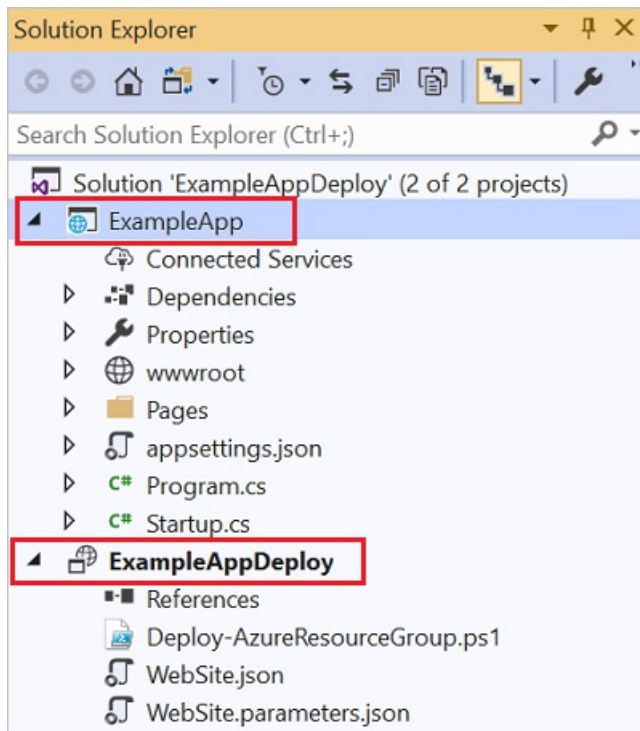 Solution Explorer
Search Solution Explorer (Ctrl+;)
Solution 'ExampleAppDeploy' (2 of 2 projects)
ExampleApp
Connected Services
Dependencies
Properties
wwwroot
Pages
appsettings.json
C# Program.cs
C# Startup.cs
ExampleAppDeploy
References
Deploy-AzureResourceGroup.ps1
WebSite.json
WebSite.parameters.json